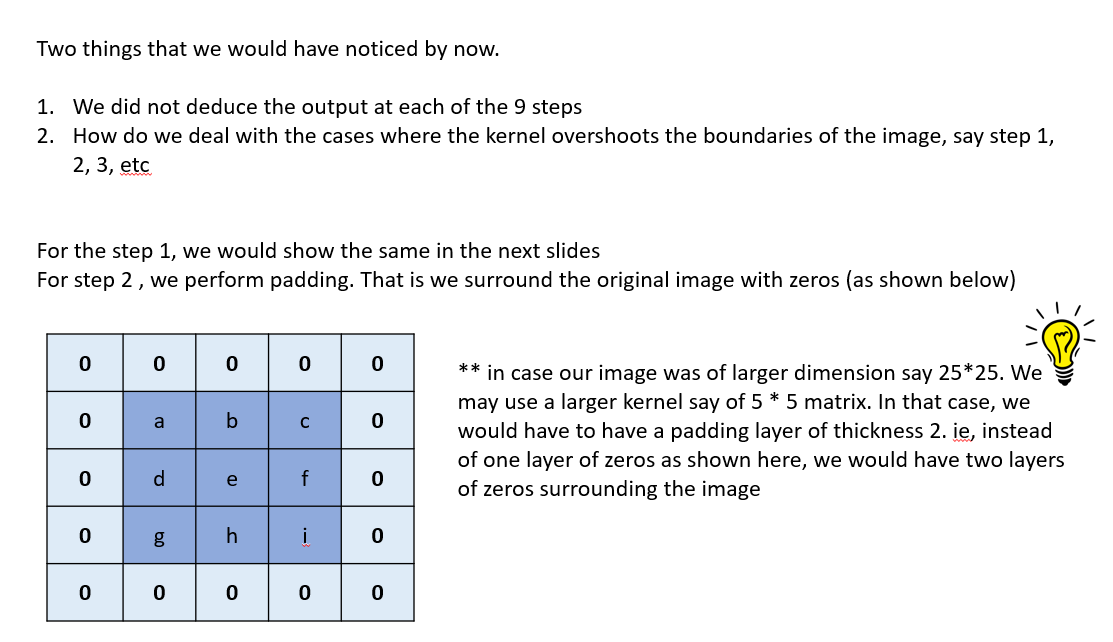 Two things that we would have noticed by now.
1. We did not deduce the output at each of the 9 steps
2. How do we deal with the cases where the kernel overshoots the boundaries of the image, say step 1,
2, 3, etc
For the step 1, we would show the same in the next slides
For step 2 , we perform padding. That is we surround the original image with zeros (as shown below)
0 0 0 0 0
0 a b c 0
0 d e f 0
0 g h i 0
0 0 0 0 0
** in case our image was of larger dimension say 25*25. We
may use a larger kernel say of 5 * 5 matrix. In that case, we
would have to have a padding layer of thickness 2. ie, instead
of one layer of zeros as shown here, we would have two layers
of zeros surrounding the image